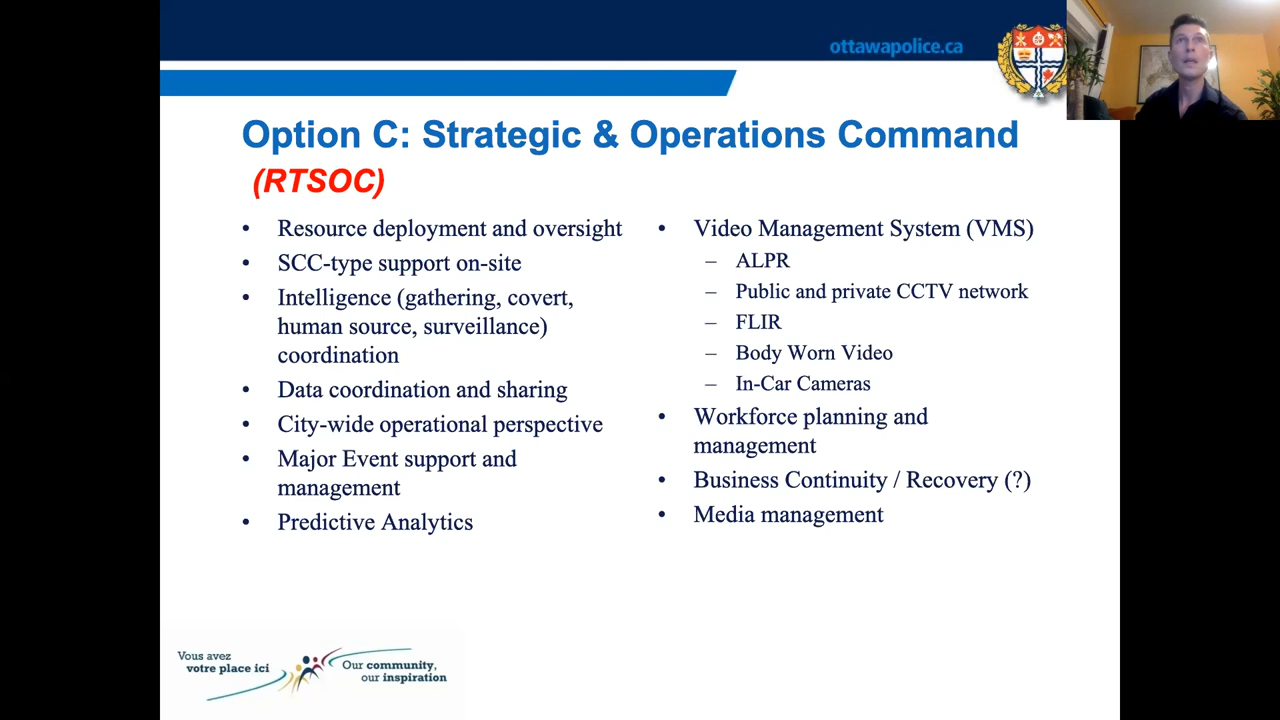 ottawapolice.ca
Option C: Strategic & Operations Command
(RTSOC)
• Resource deployment and oversight
• SCC-type support on-site
• Intelligence (gathering, covert,
human source, surveillance)
coordination
• Data coordination and sharing
• City-wide operational perspective
• Major Event support and
management
• Predictive Analytics
• Video Management System (VMS)
– ALPR
– Public and private CCTV network
– FLIR
– Body Worn Video
– In-Car Cameras
• Workforce planning and
management
• Business Continuity / Recovery (?)
• Media management
Vous avez
votre place ici
Our community,
our inspiration